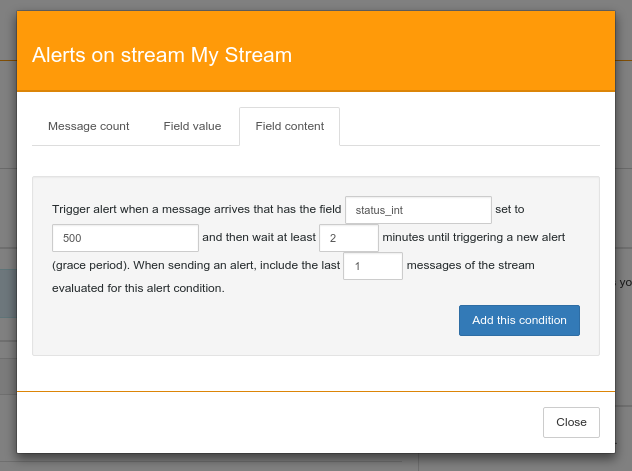 Alerts on stream My Stream
Message count Field value Field content
Trigger alert when a message arrives that has the field status_int set to
500 and then wait at least 2 minutes until triggering a new alert
(grace period). When sending an alert, include the last 1 messages of the stream
evaluated for this alert condition.
Add this condition
Close